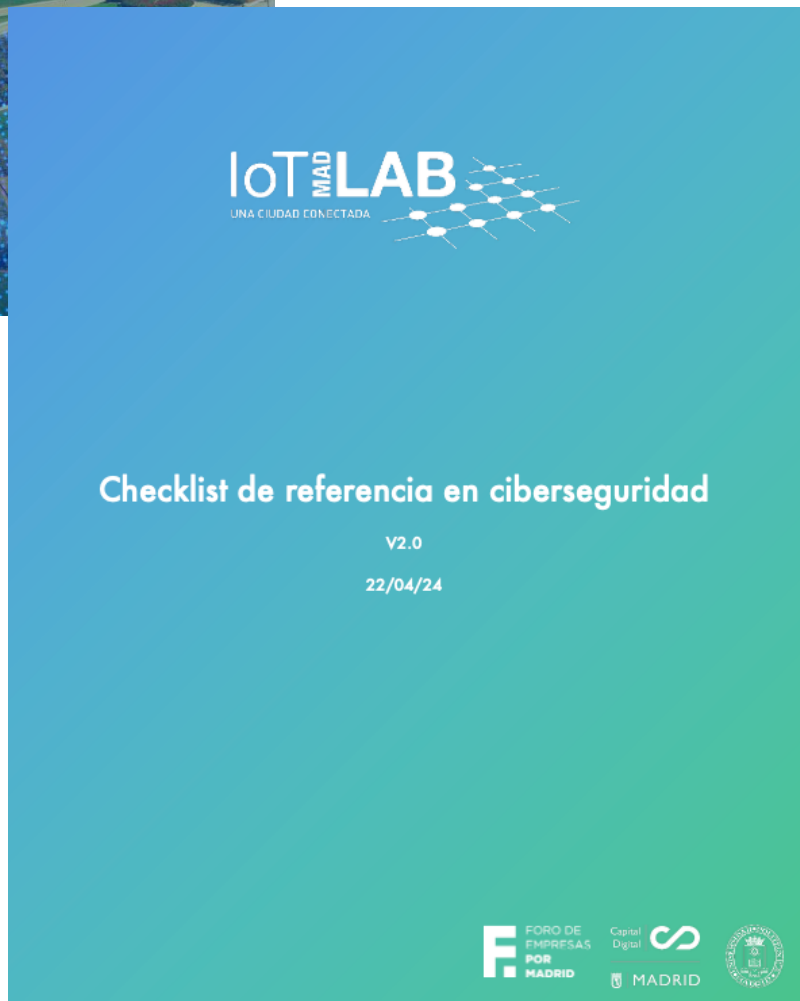 IoT MAD LAB
UNA CIUDAD CONECTADA
Checklist de referencia en ciberseguridad
V2.0
22/04/24
FORO DE
EMPRESAS
POR
MADRID
Capital
Digital
MADRID